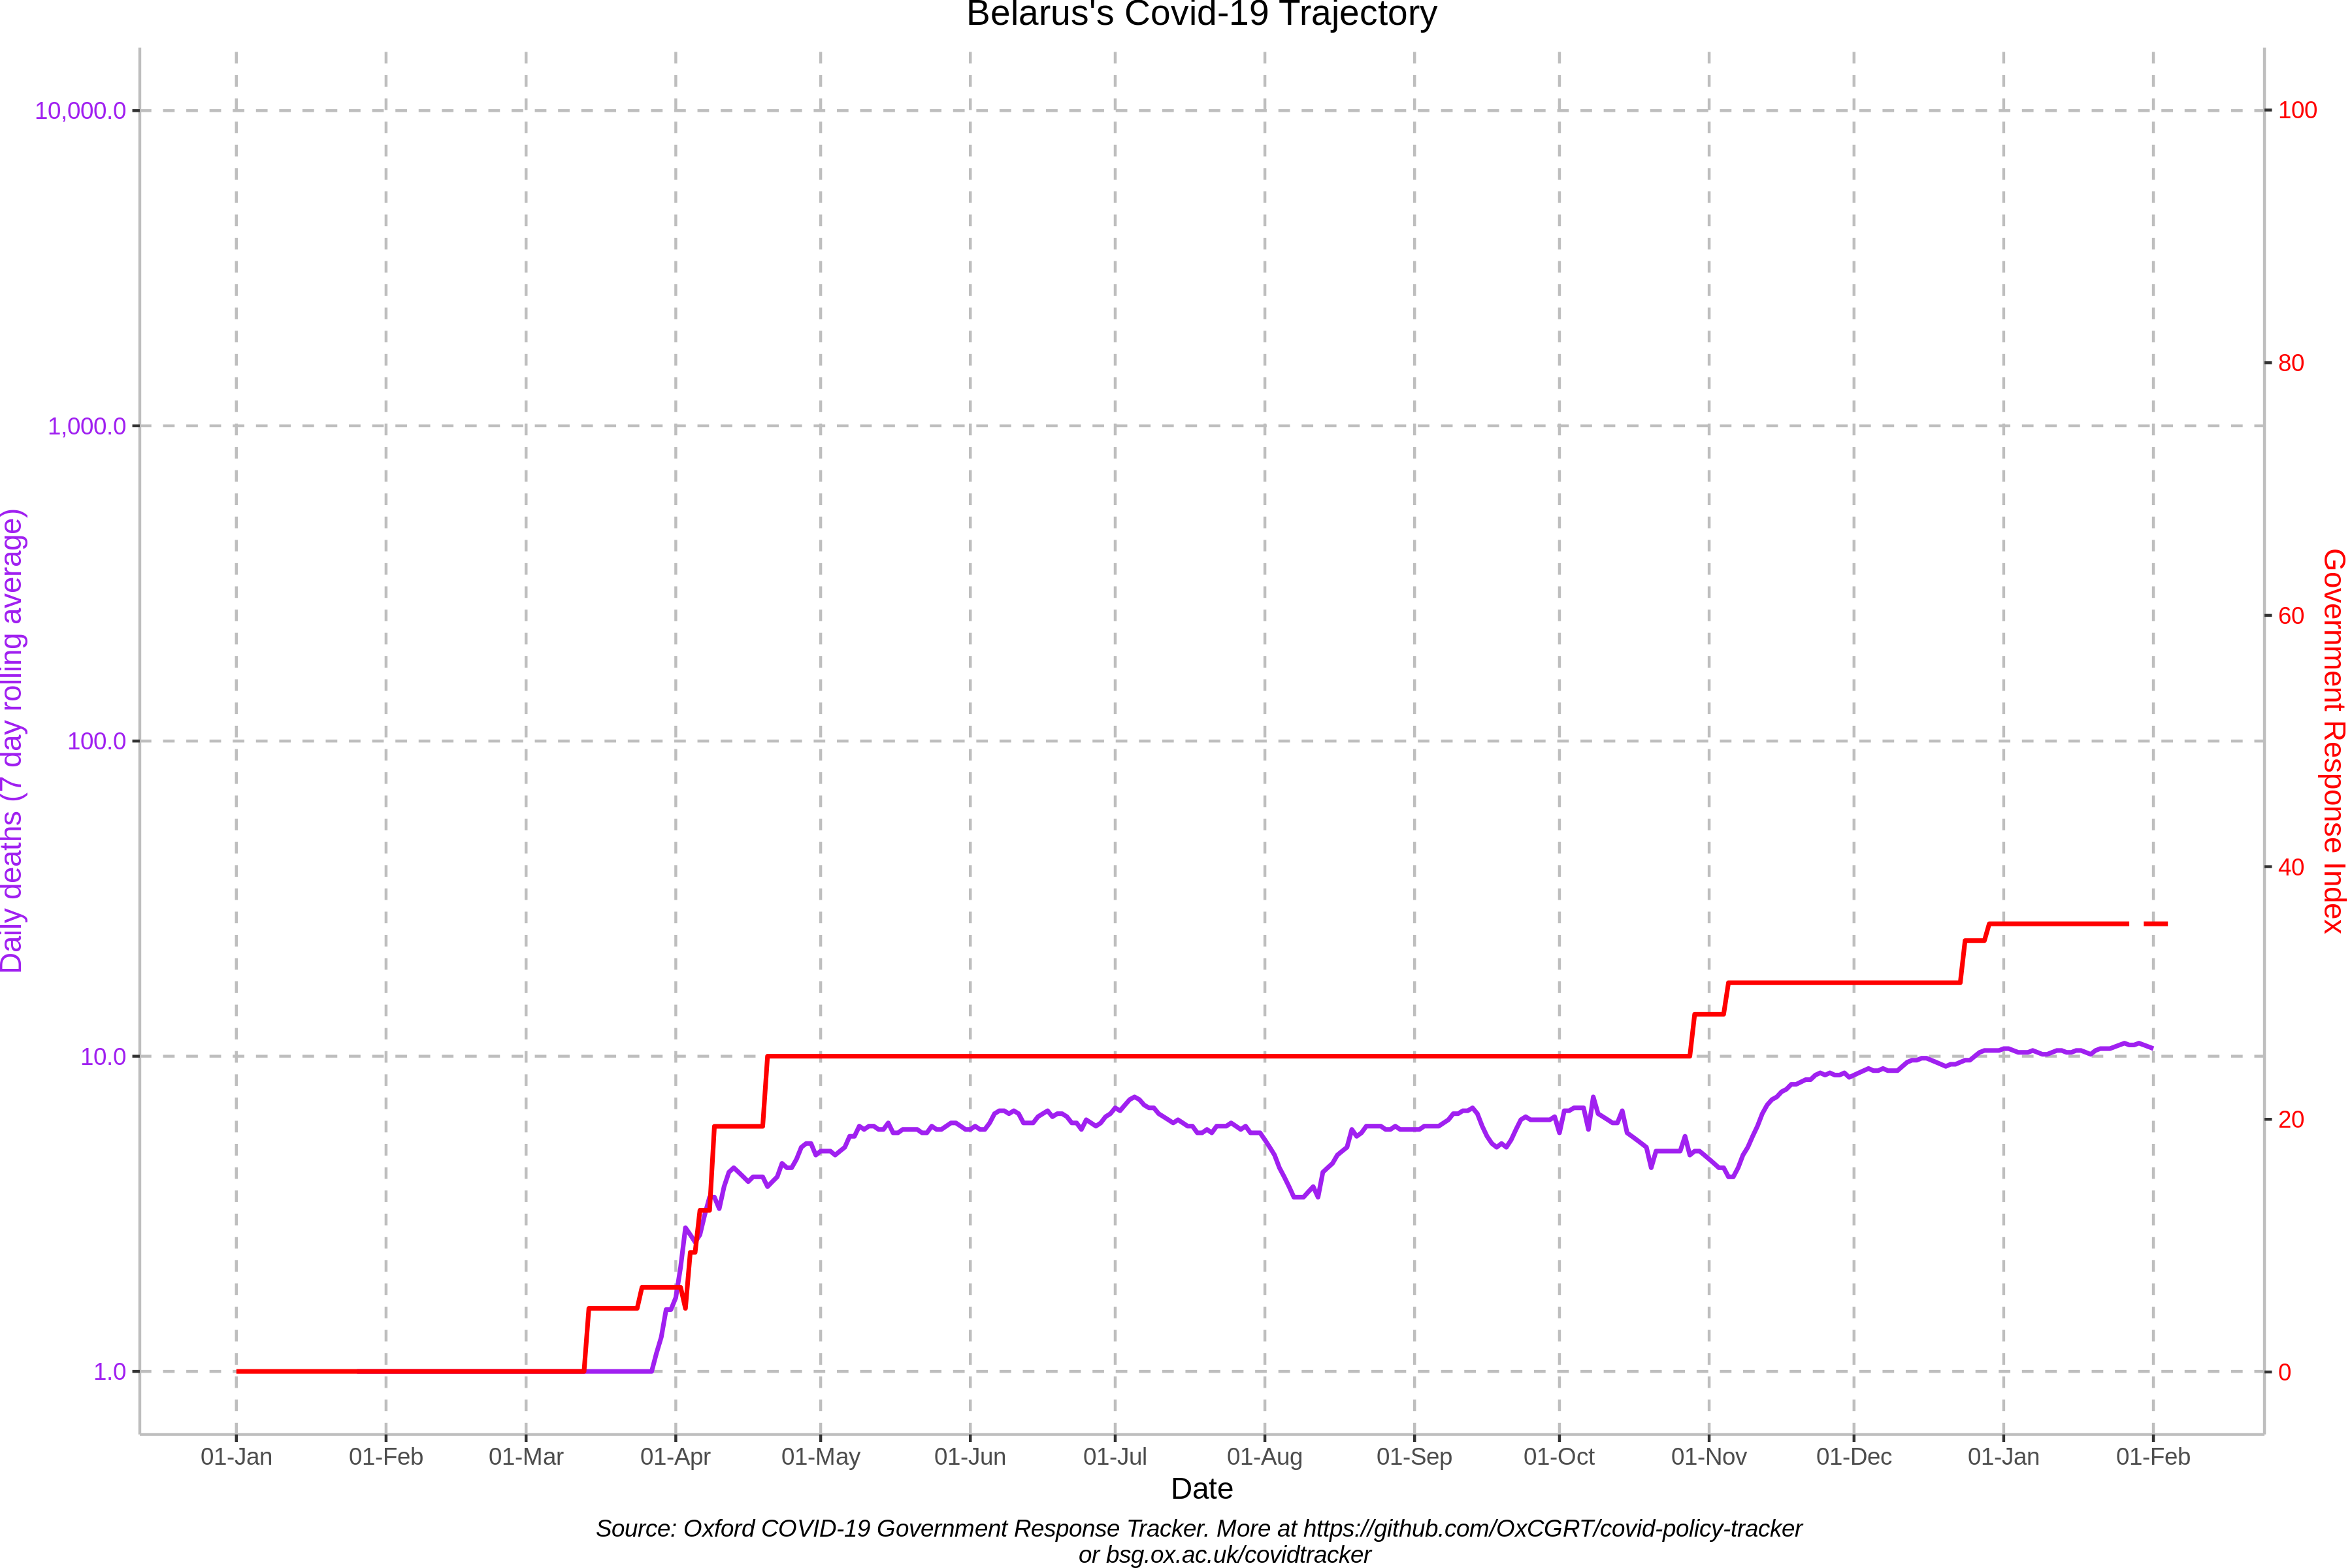 Belarus's Covid-19 Trajectory
10,000.0
1,000.0
100.0
10.0
1.0
Daily deaths (7 day rolling average)
100
80
60
40
20
0
Government Response Index
01-Jan 01-Feb 01-Mar 01-Apr 01-May 01-Jun 01-Jul 01-Aug 01-Sep 01-Oct 01-Nov 01-Dec 01-Jan 01-Feb
Date
Source: Oxford COVID-19 Government Response Tracker. More at https://github.com/OxCGRT/covid-policy-tracker
or bsg.ox.ac.uk/covidtracker